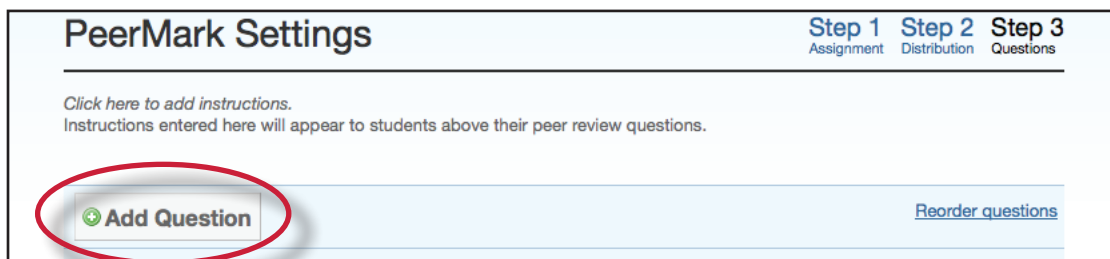 PeerMark Settings
Step 1 Step 2 Step 3
Assignment Distribution Questions
Click here to add instructions.
Instructions entered here will appear to students above their peer review questions.
Add Question
Reorder questions